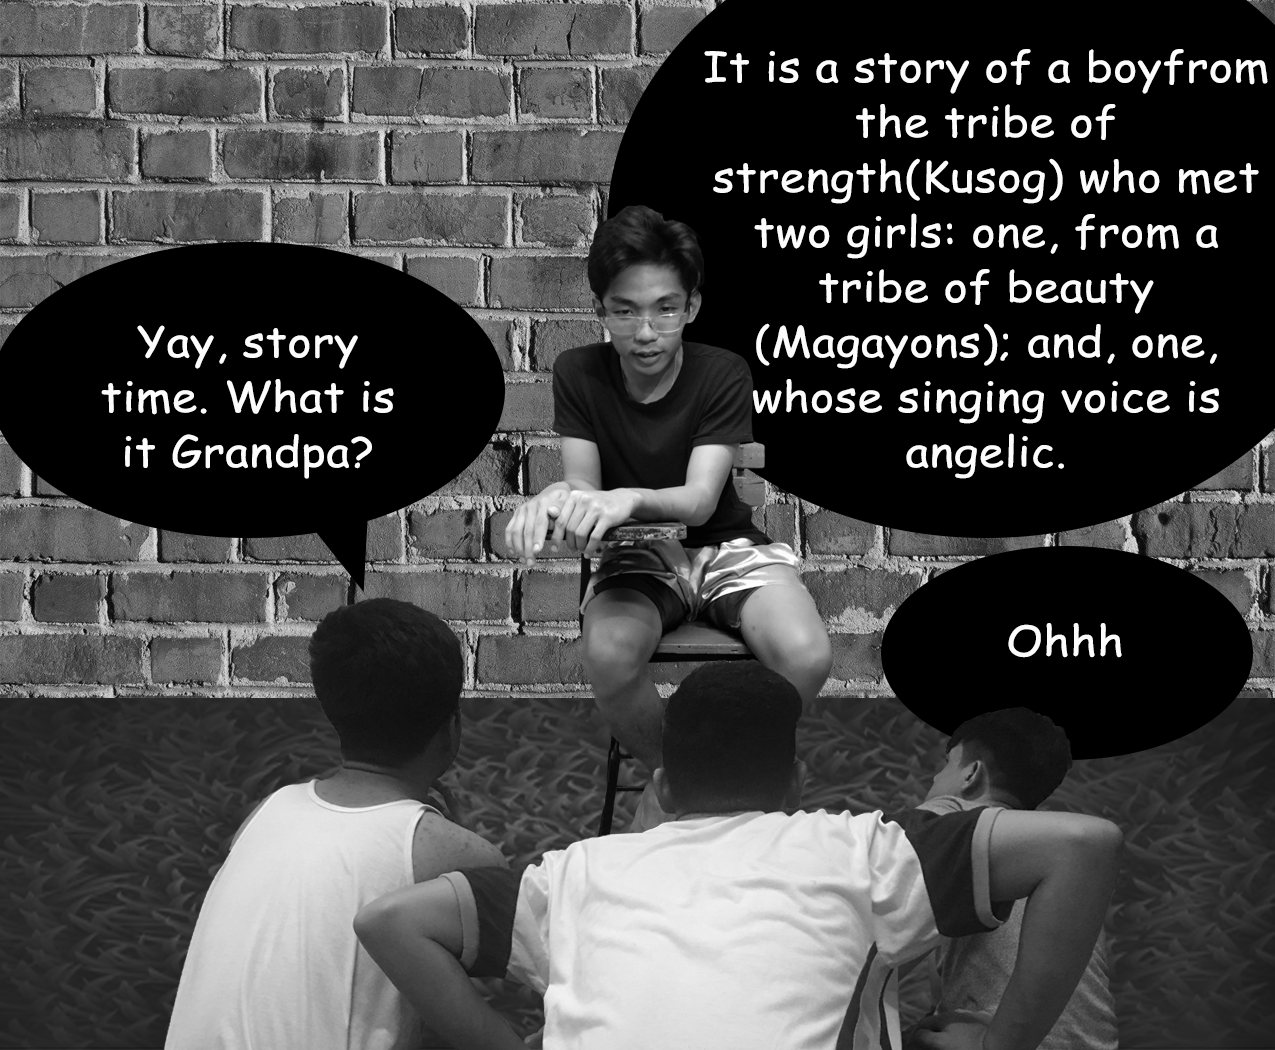 Yay, story
time. What is
it Grandpa?
It is a story of a boyfrom
the tribe of
strength(Kusog) who met
two girls: one, from a
tribe of beauty
(Magayons); and, one,
whose singing voice is
angelic.
Ohhh